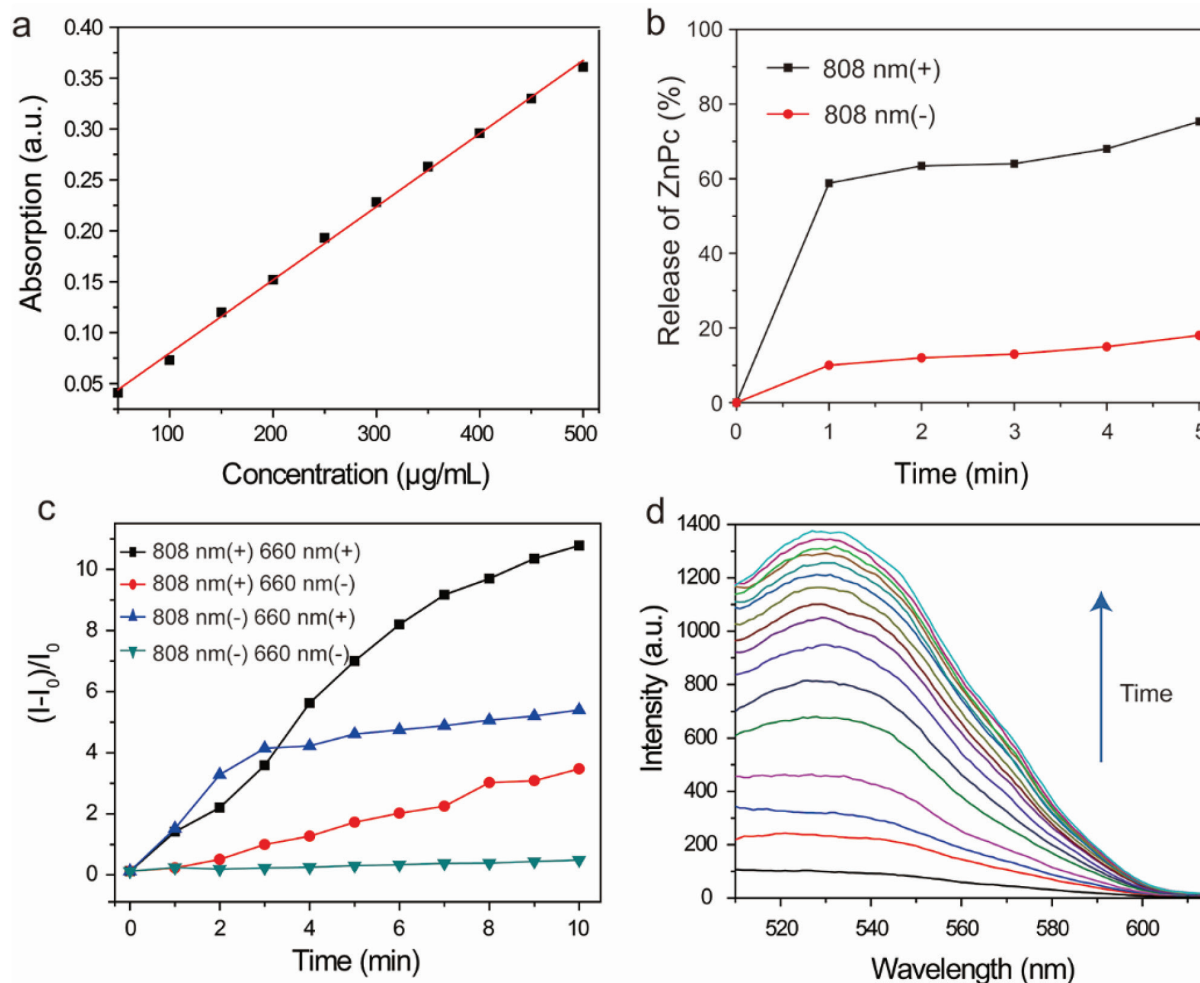 a
Absorption (a.u.)
0.40
0.35
0.30
0.25
0.20
0.15
0.10
0.05
100 200 300 400 500
Concentration (µg/mL)
b
Release of ZnPc (%)
100
80
60
40
20
0
808 nm(+)
808 nm(-)
0 1 2 3 4 5
Time (min)
c
(I-I₀)/I₀
10
8
6
4
2
0
808 nm(+) 660 nm(+)
808 nm(+) 660 nm(-)
808 nm(-) 660 nm(+)
808 nm(-) 660 nm(-)
0 2 4 6 8 10
Time (min)
d
Intensity (a.u.)
1400
1200
1000
800
600
400
200
0
Time
520 540 560 580 600
Wavelength (nm)